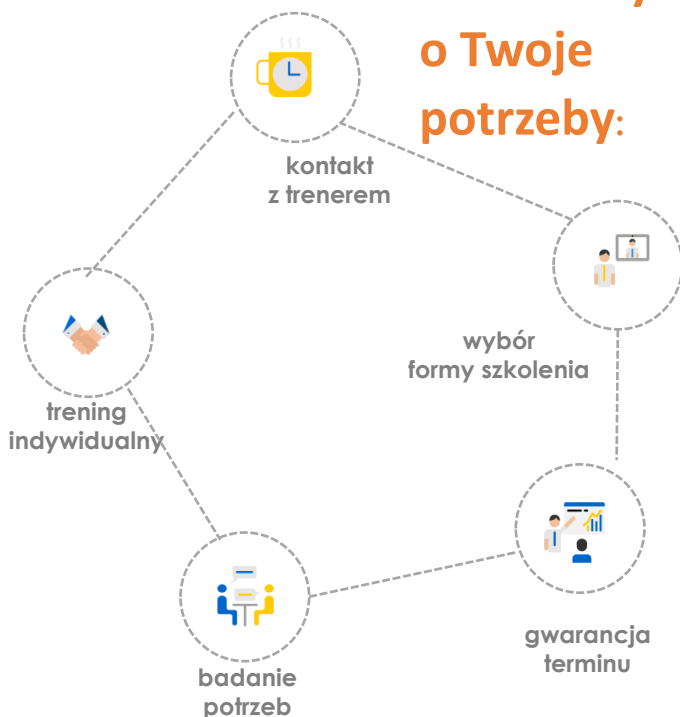 o Twoje
potrzeby:
kontakt
z trenerem
wybór
formy szkolenia
trening
indywidualny
gwarancja
terminu
badanie
potrzeb